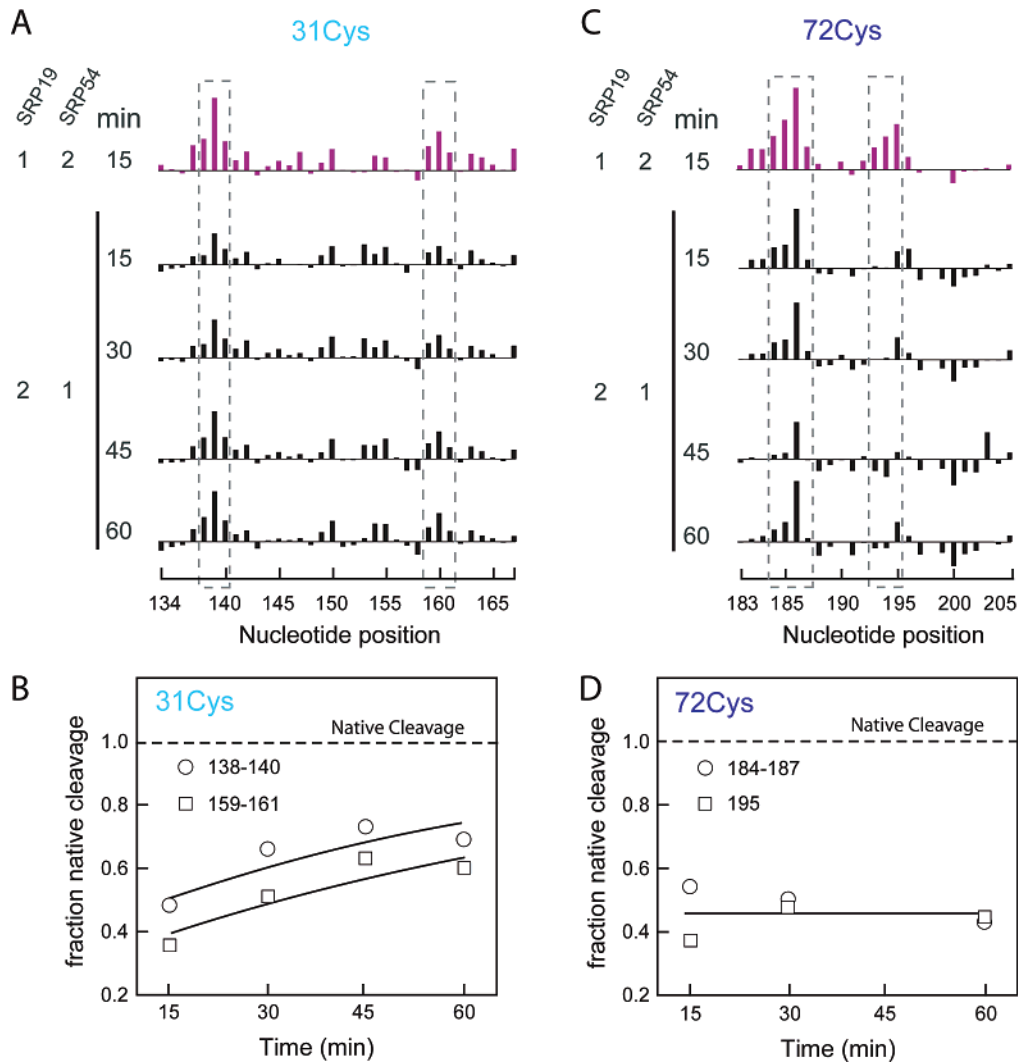 A
31Cys
SRP19
SRP54
min
1 2 15
15
30
2 1
45
60
134 140 145 150 155 160 165
Nucleotide position
C
72Cys
SRP19
SRP54
min
1 2 15
15
30
2 1
45
60
183 185 190 195 200 205
Nucleotide position
B
31Cys
Native Cleavage
138-140
159-161
fraction native cleavage
1.0
0.8
0.6
0.4
0.2
15 30 45 60
Time (min)
D
72Cys
Native Cleavage
184-187
195
fraction native cleavage
1.0
0.8
0.6
0.4
0.2
15 30 45 60
Time (min)